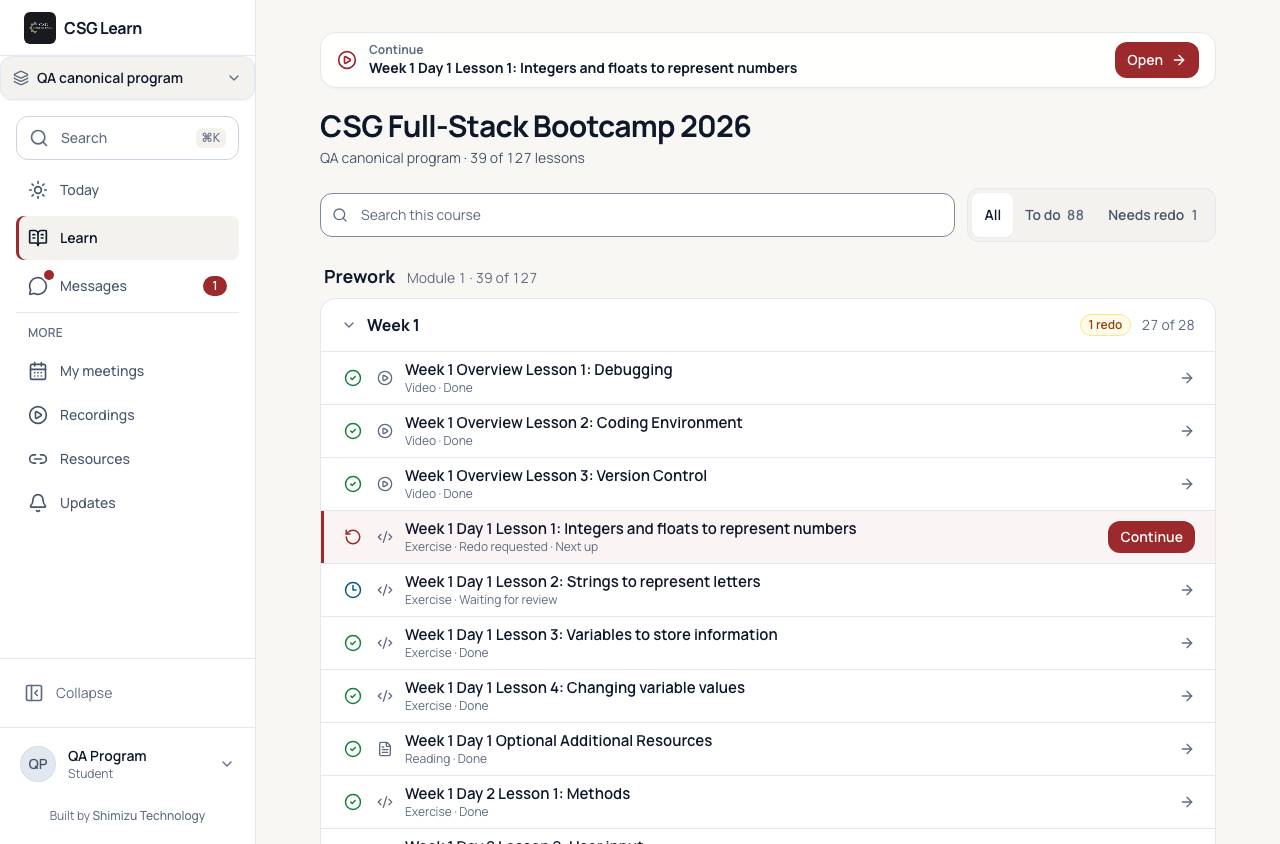 CSG Learn
QA canonical program
Search ⌘K
Today
Learn
Messages 1
MORE
My meetings
Recordings
Resources
Updates
Collapse
QP
QA Program
Student
Built by Shimizu Technology
Continue
Week 1 Day 1 Lesson 1: Integers and floats to represent numbers
Open
CSG Full-Stack Bootcamp 2026
QA canonical program · 39 of 127 lessons
Search this course
All To do 88 Needs redo 1
Prework Module 1 · 39 of 127
Week 1 1 redo 27 of 28
Week 1 Overview Lesson 1: Debugging
Video · Done
Week 1 Overview Lesson 2: Coding Environment
Video · Done
Week 1 Overview Lesson 3: Version Control
Video · Done
Week 1 Day 1 Lesson 1: Integers and floats to represent numbers
Exercise · Redo requested · Next up
Continue
Week 1 Day 1 Lesson 2: Strings to represent letters
Exercise · Waiting for review
Week 1 Day 1 Lesson 3: Variables to store information
Exercise · Done
Week 1 Day 1 Lesson 4: Changing variable values
Exercise · Done
Week 1 Day 1 Optional Additional Resources
Reading · Done
Week 1 Day 2 Lesson 1: Methods
Exercise · Done